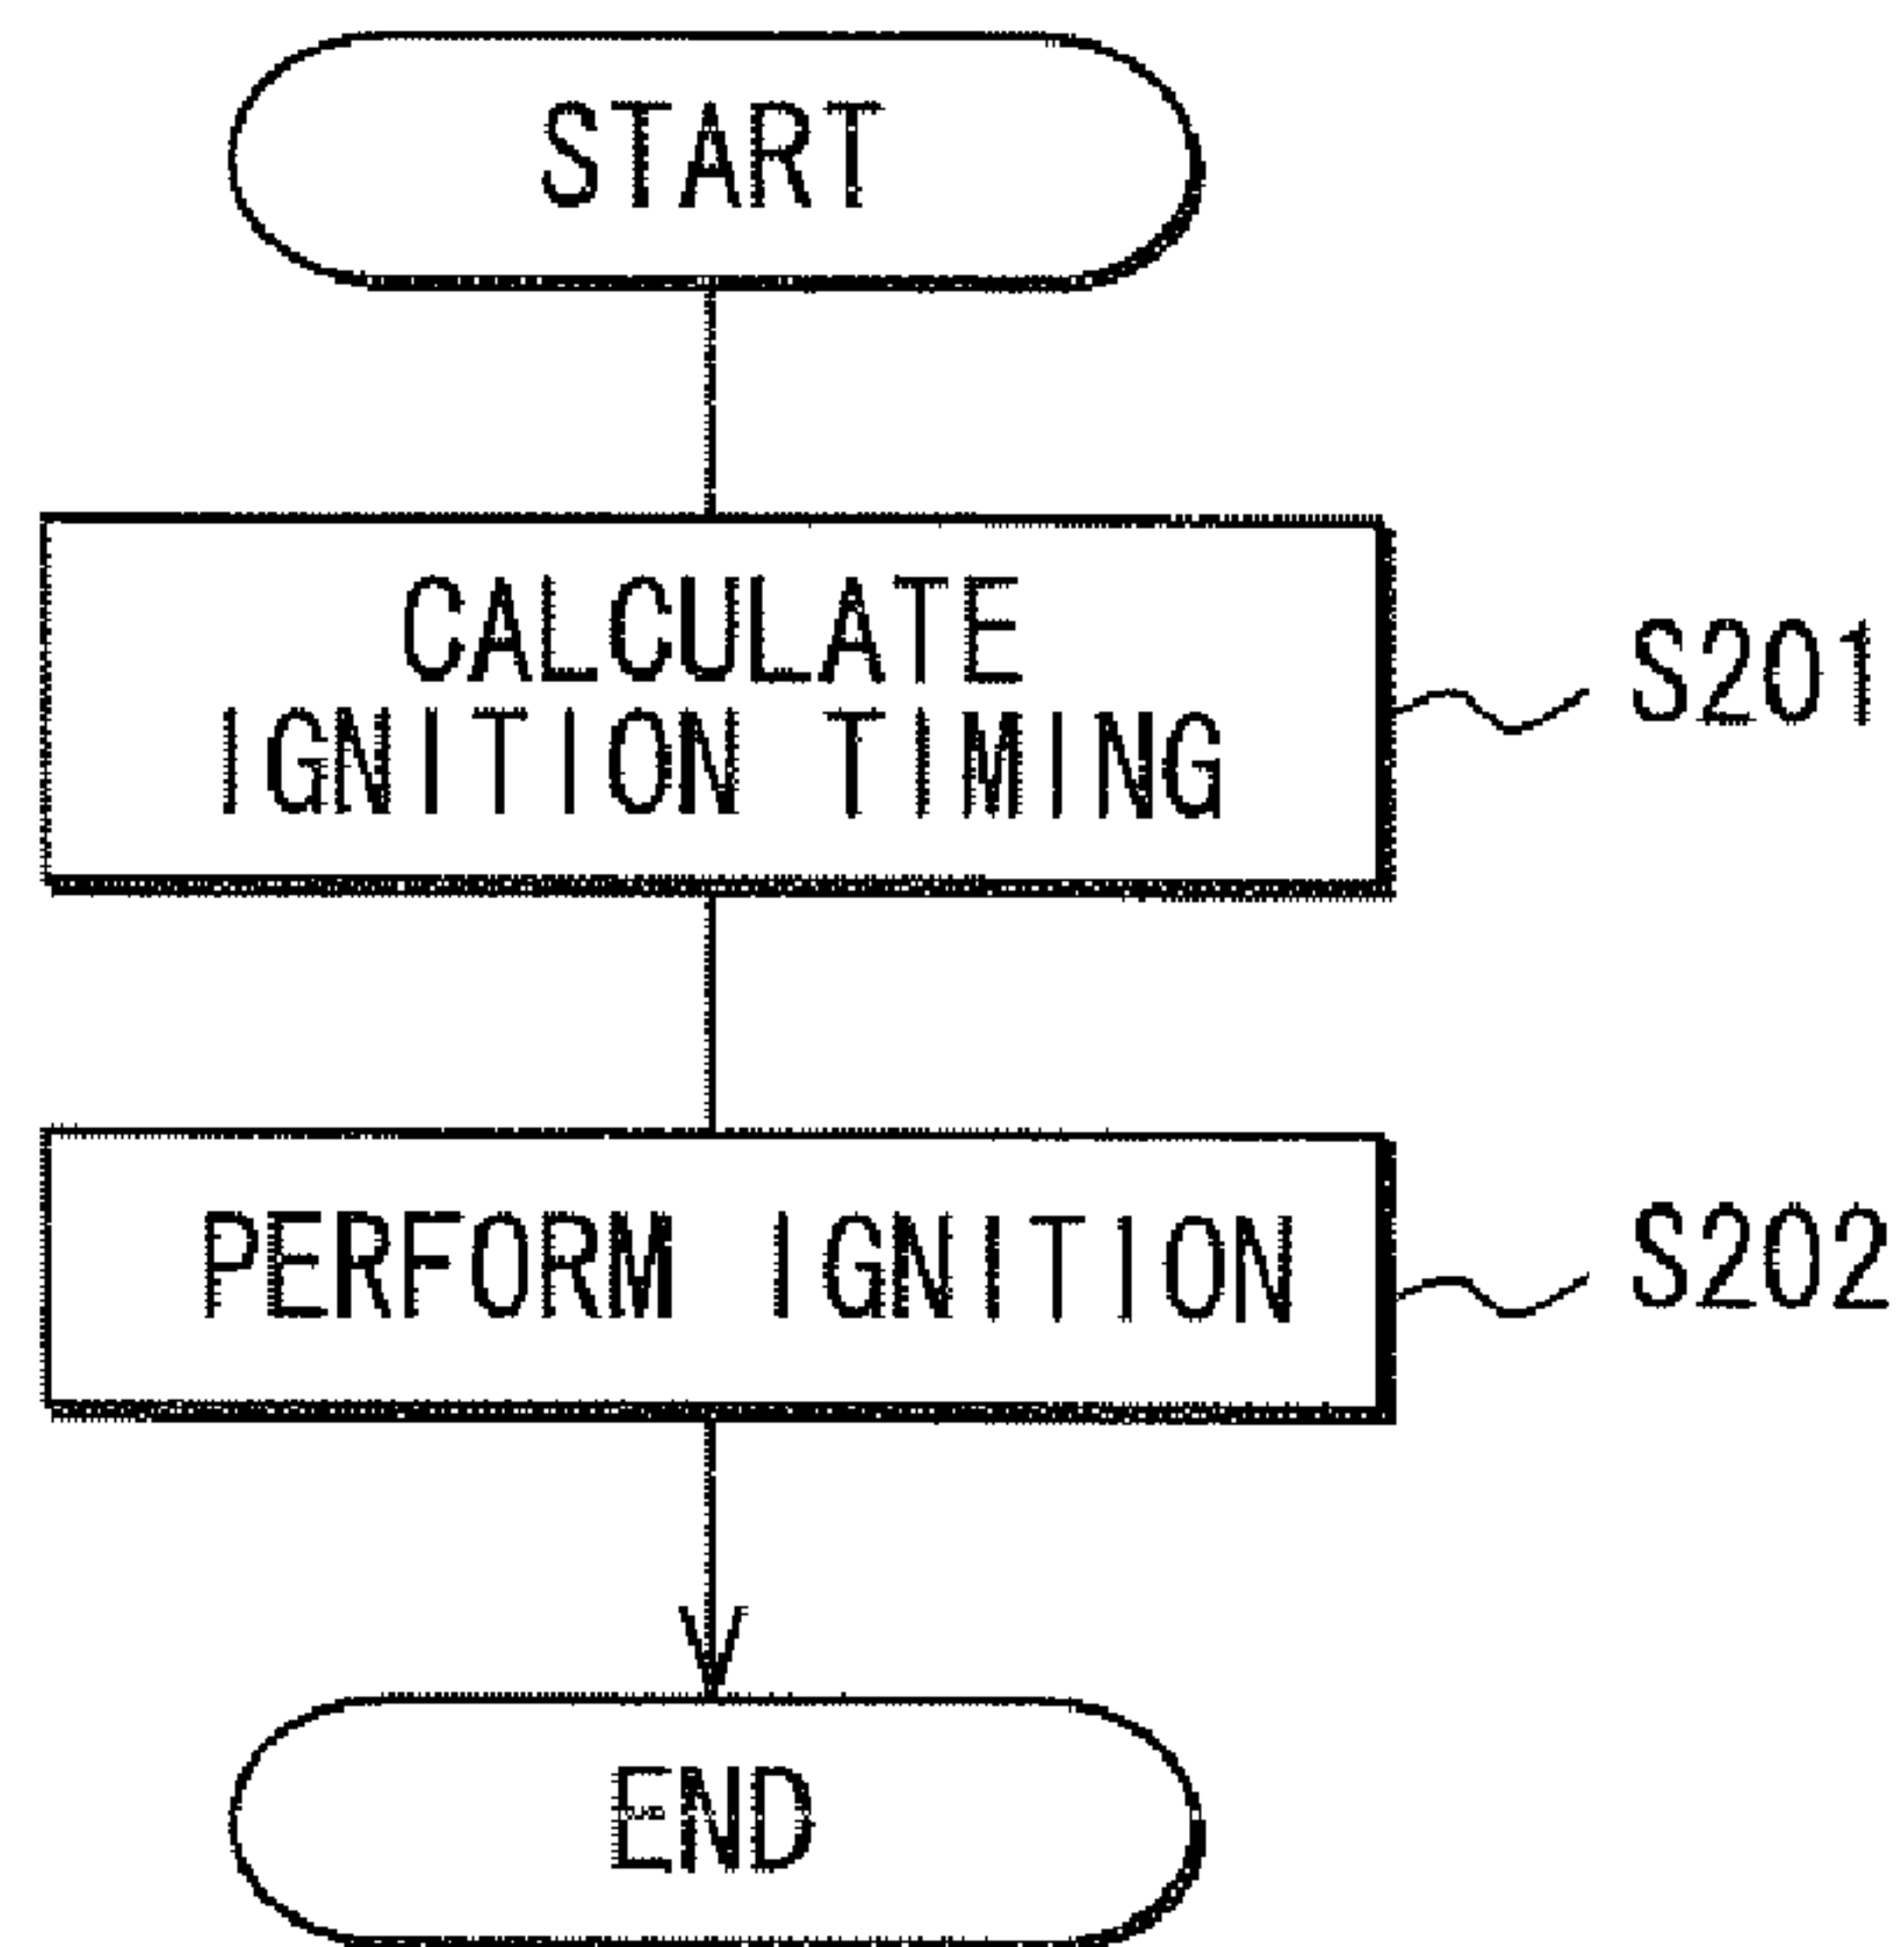 START
CALCULATE
IGNITION TIMING
S201
PERFORM IGNITION
S202
END